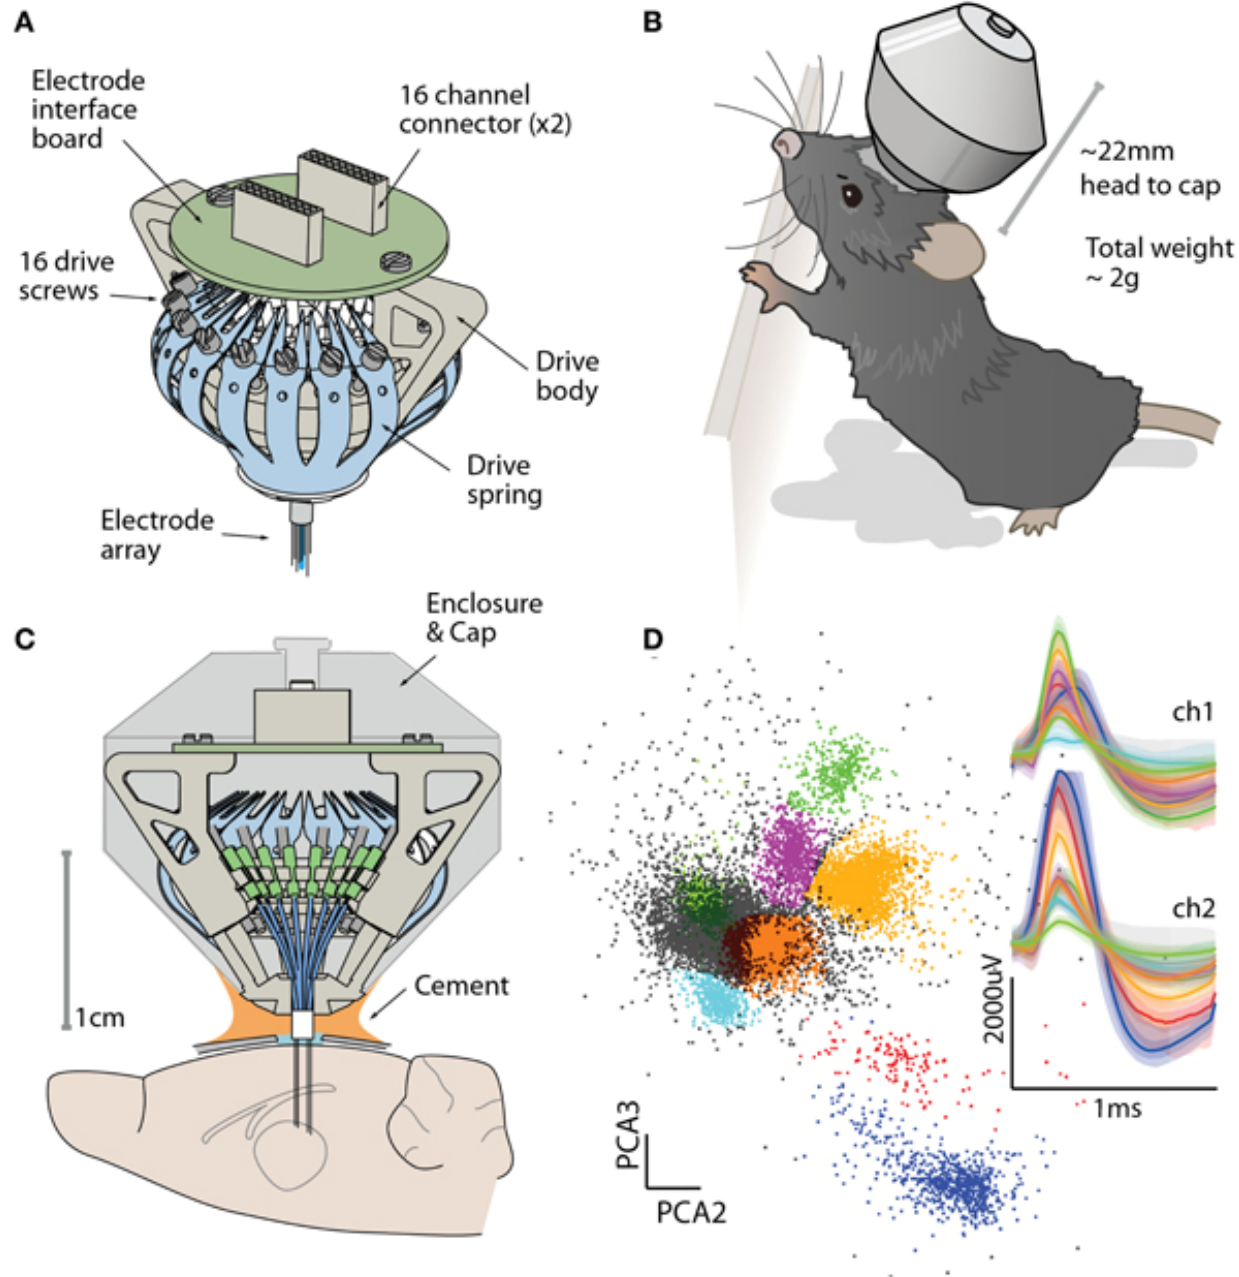 A
Electrode
interface
board
16 channel
connector (x2)
16 drive
screws
Drive
body
Drive
spring
Electrode
array
B
~22mm
head to cap
Total weight
~ 2g
C
Enclosure
& Cap
Cement
1cm
D
ch1
ch2
2000uV
1ms
PCA3
PCA2